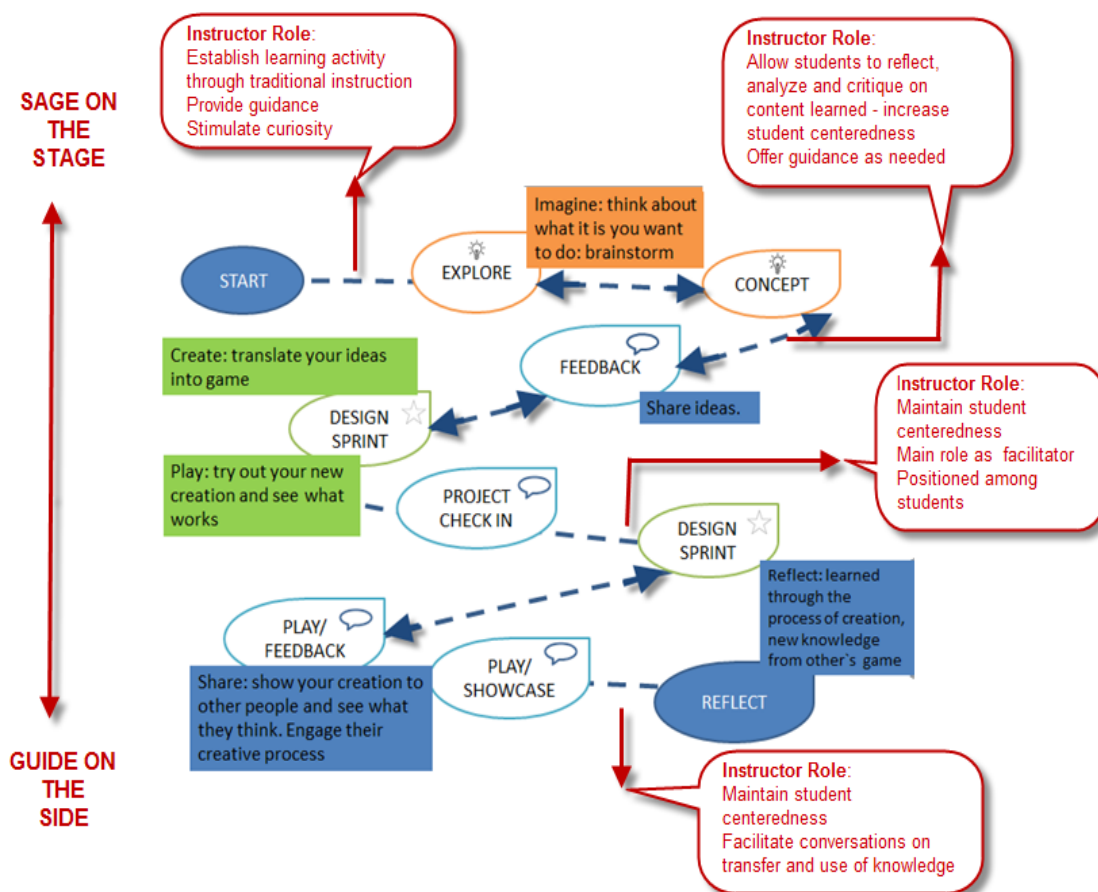 Instructor Role:
Establish learning activity
through traditional instruction
Provide guidance
Stimulate curiosity
Instructor Role:
Allow students to reflect,
analyze and critique on
content learned - increase
student centeredness
Offer guidance as needed
SAGE ON
THE
STAGE
Imagine: think about
what it is you want
to do: brainstorm
START
EXPLORE
CONCEPT
Create: translate your ideas
into game
FEEDBACK
Share ideas.
Instructor Role:
Maintain student
centeredness
Main role as facilitator
Positioned among
students
DESIGN
SPRINT
Play: try out your new
creation and see what
works
PROJECT
CHECK IN
DESIGN
SPRINT
Reflect: learned
through the
process of creation,
new knowledge
from other`s game
PLAY/
FEEDBACK
PLAY/
SHOWCASE
REFLECT
Share: show your creation to
other people and see what
they think. Engage their
creative process
GUIDE ON
THE
SIDE
Instructor Role:
Maintain student
centeredness
Facilitate conversations on
transfer and use of knowledge